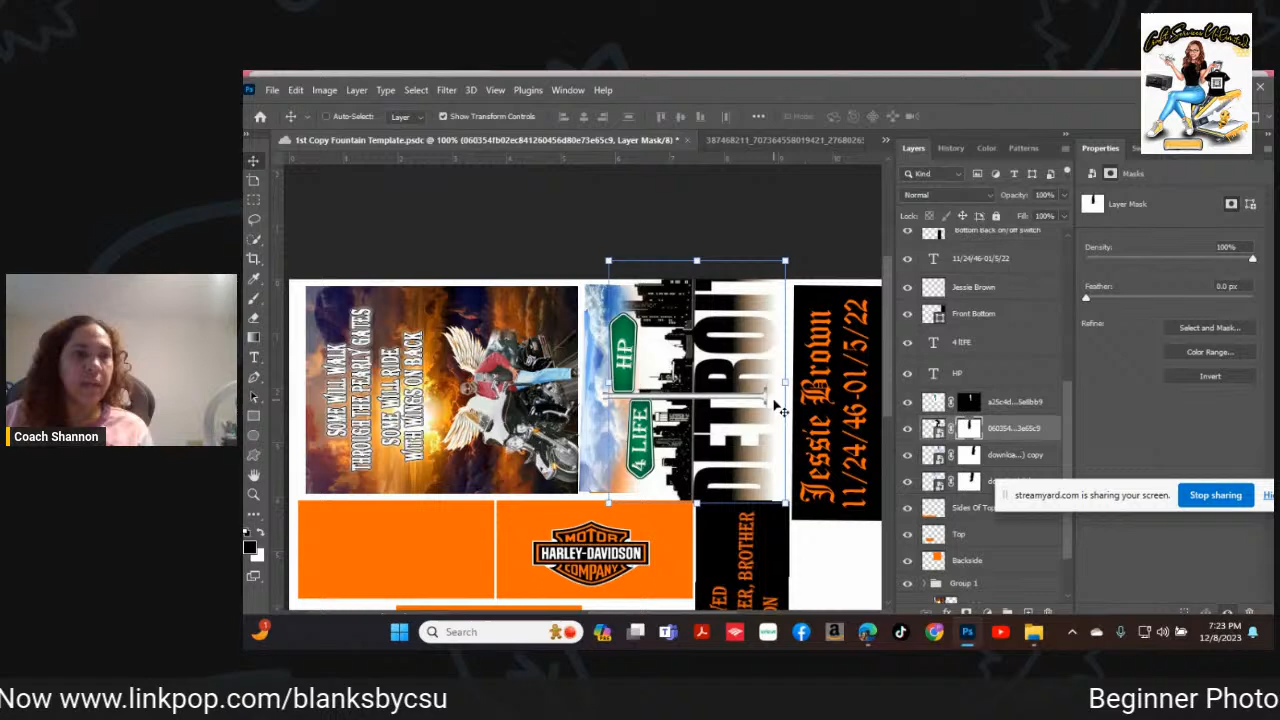 File Edit Image Layer Type Select Filter 3D View Plugins Window Help
Auto-Select: Layer Show Transform Controls
1st Copy Fountain Template.psdc @ 100% (060354fb02ec841260456d80e73e65c9, Layer Mask/8) *
Layers History Color Patterns Properties
Kind
Normal Opacity: 100%
Lock: Fill: 100%
Bottom Back on/off switch
11/24/46-01/5/22
Jessie Brown
Front Bottom
4 lIFE
HP
a25c4d...5e8bb9
060354...3e65c9
downloa...) copy
Sides Of Top
Top
Backside
Group 1
Masks
Layer Mask
Density: 100%
Feather: 0.0 px
Refine:
Select and Mask...
Color Range...
Invert
streamyard.com is sharing your screen.
Stop sharing
SOME WILL WALK
THROUGH THE PEARLY GATES
SOME WILL RIDE
WITH WINGS ON BACK
HP
4 LIFE
DETROIT
Jessie Brown
11/24/46-01/5/22
MOTOR
HARLEY-DAVIDSON
COMPANY
BROTHER
Coach Shannon
Search
7:23 PM
12/8/2023
Now www.linkpop.com/blanksbycsu
Beginner Photo